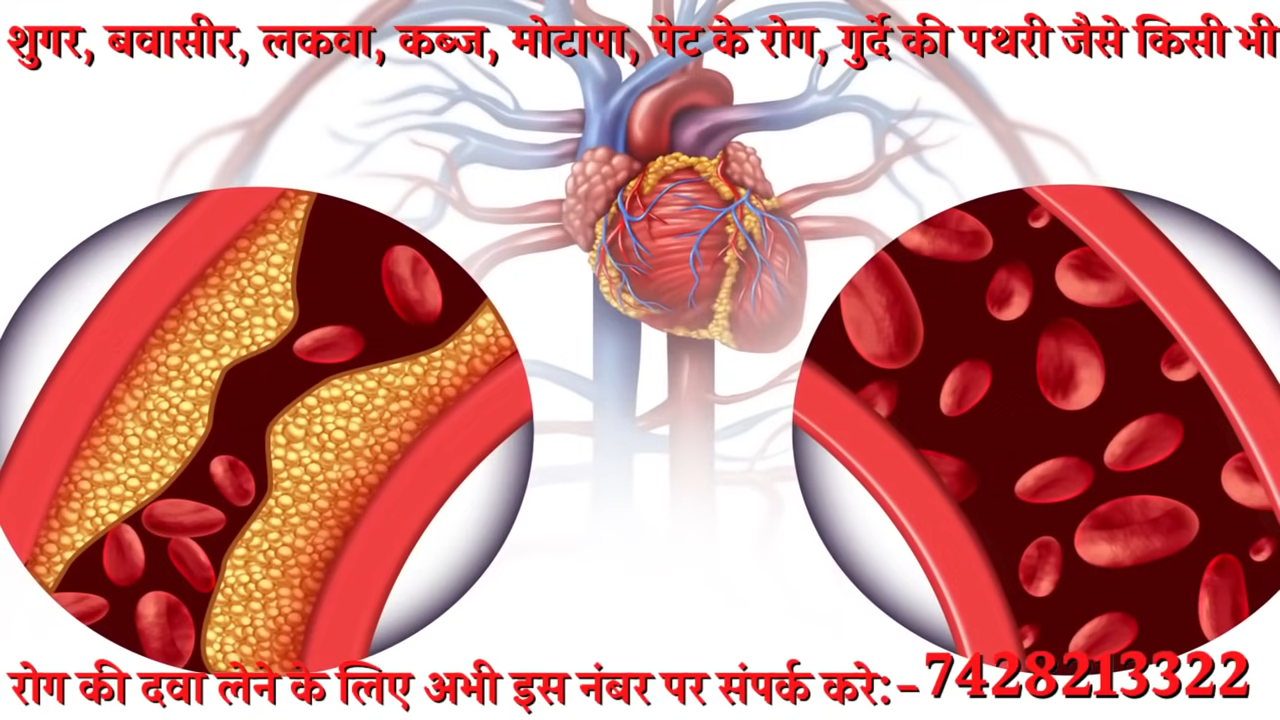 शुगर, बवासीर, लकवा, कब्ज, मोटापा, पेट के रोग, गुर्दे की पथरी जैसे किसी भी
रोग की दवा लेने के लिए अभी इस नंबर पर संपर्क करे:-7428213322